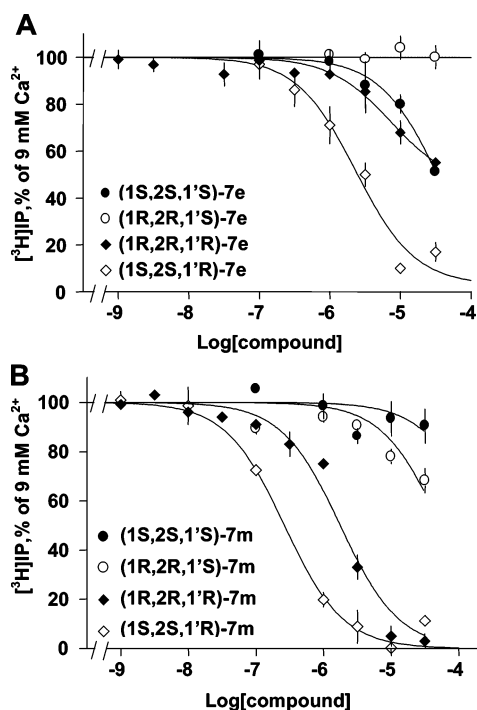 A
[³H]IP,% of 9 mM Ca²⁺
100
80
60
40
20
0
(1S,2S,1'S)-7e
(1R,2R,1'S)-7e
(1R,2R,1'R)-7e
(1S,2S,1'R)-7e
-9 -8 -7 -6 -5 -4
Log[compound]
B
[³H]IP,% of 9 mM Ca²⁺
100
80
60
40
20
0
(1S,2S,1'S)-7m
(1R,2R,1'S)-7m
(1R,2R,1'R)-7m
(1S,2S,1'R)-7m
-9 -8 -7 -6 -5 -4
Log[compound]